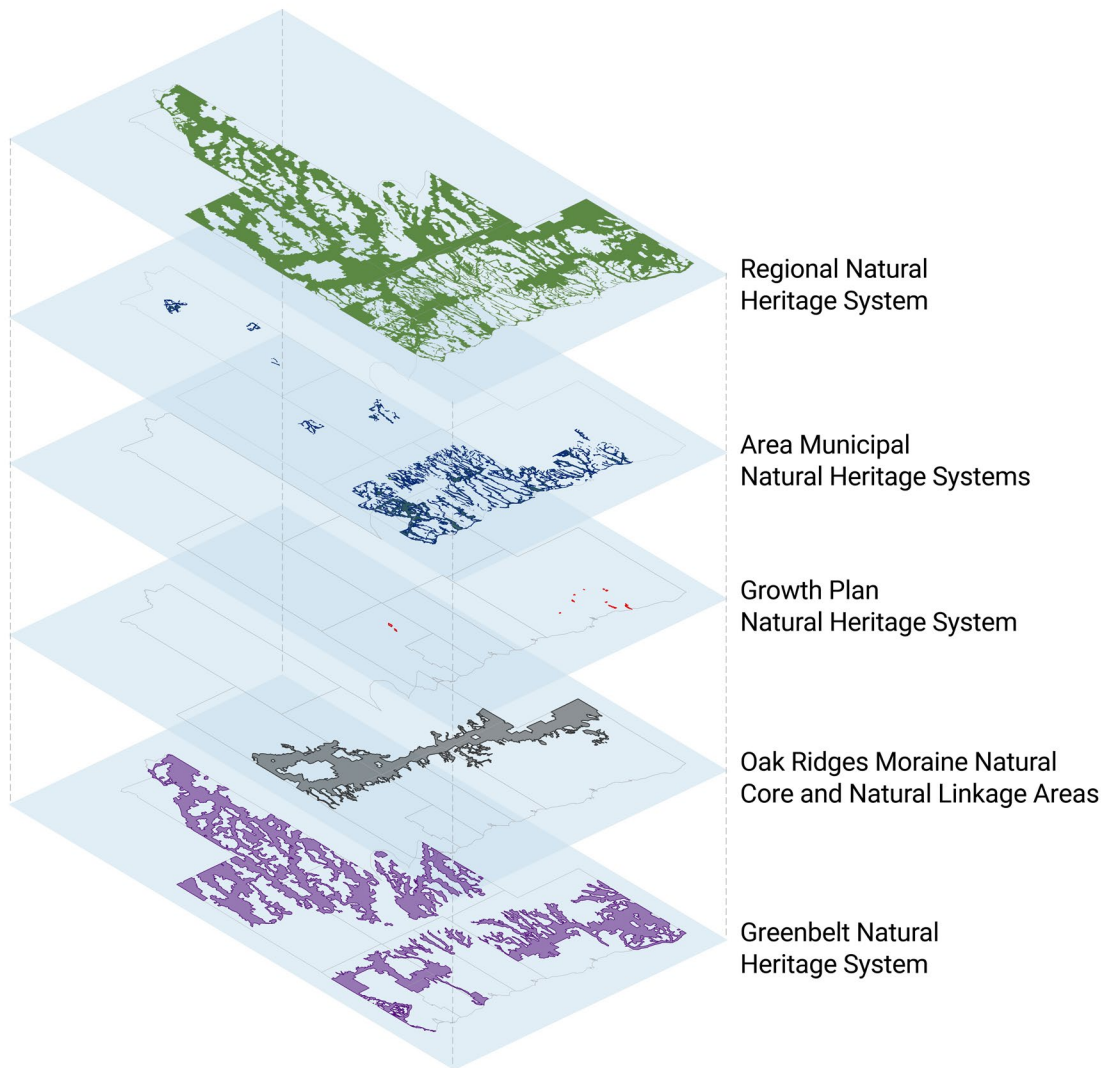 Regional Natural
Heritage System
Area Municipal
Natural Heritage Systems
Growth Plan
Natural Heritage System
Oak Ridges Moraine Natural
Core and Natural Linkage Areas
Greenbelt Natural
Heritage System